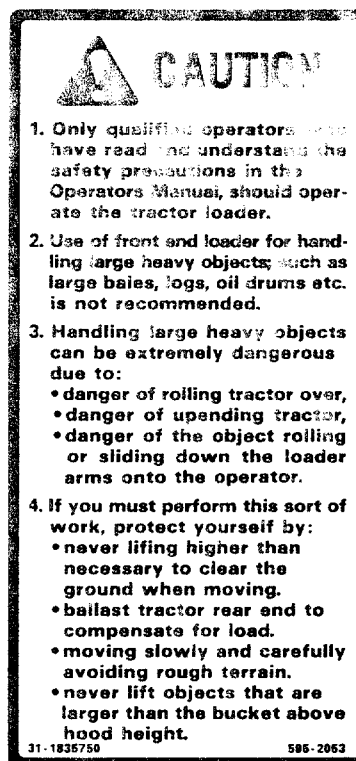 CAUTION
1. Only qualified operators who
have read and understand the
safety precautions in the
Operators Manual, should oper-
ate the tractor loader.
2. Use of front end loader for hand-
ling large heavy objects, such as
large bales, logs, oil drums etc.
is not recommended.
3. Handling large heavy objects
can be extremely dangerous
due to:
• danger of rolling tractor over,
• danger of upending tractor,
• danger of the object rolling
or sliding down the loader
arms onto the operator.
4. If you must perform this sort of
work, protect yourself by:
• never lifing higher than
necessary to clear the
ground when moving.
• ballast tractor rear end to
compensate for load.
• moving slowly and carefully
avoiding rough terrain.
• never lift objects that are
larger than the bucket above
hood height.
31-1835750 595-2053